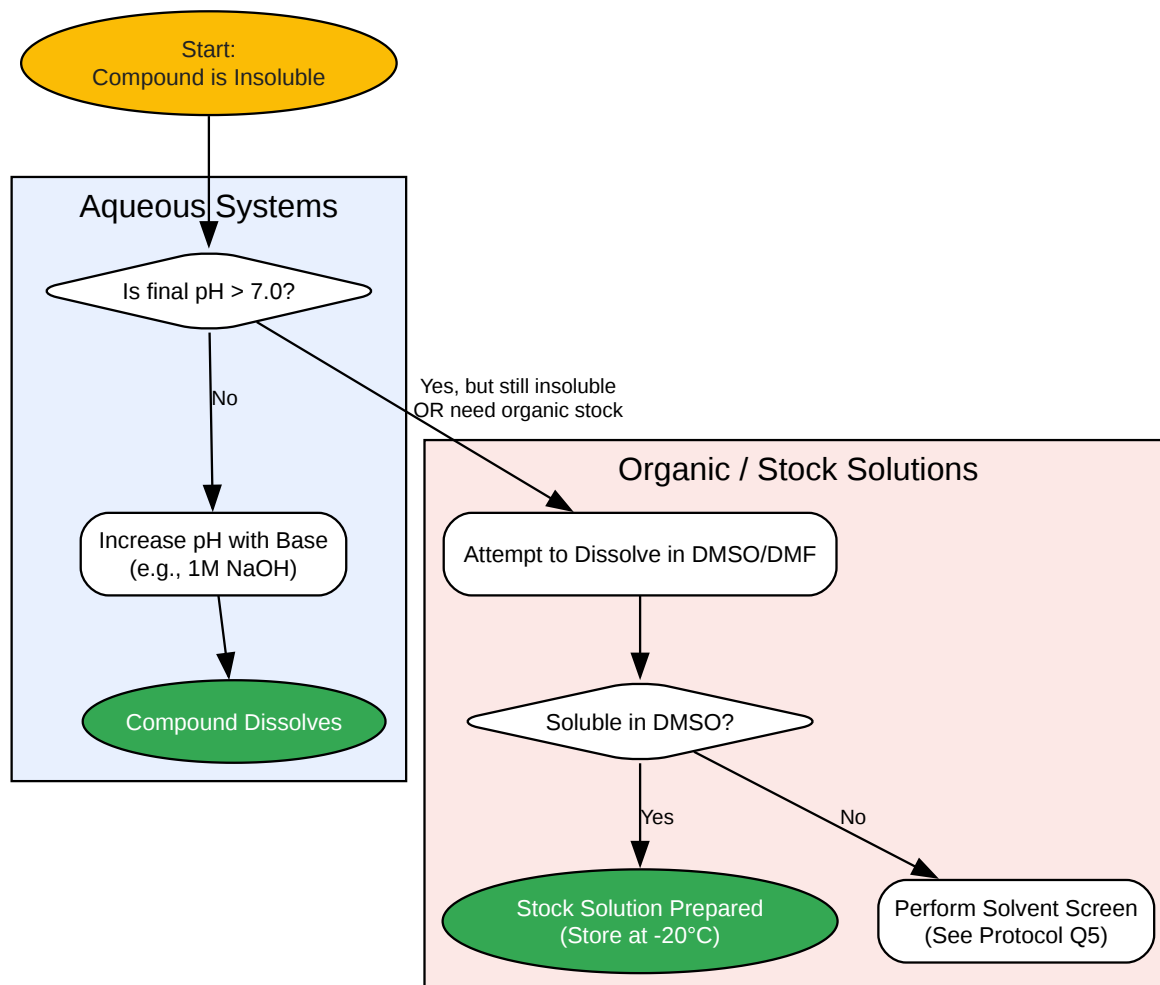 Start:
Compound is Insoluble
Aqueous Systems
Is final pH > 7.0?
No
Yes, but still insoluble
OR need organic stock
Organic / Stock Solutions
Increase pH with Base
(e.g., 1M NaOH)
Attempt to Dissolve in DMSO/DMF
Compound Dissolves
Soluble in DMSO?
Yes
No
Stock Solution Prepared
(Store at -20°C)
Perform Solvent Screen
(See Protocol Q5)